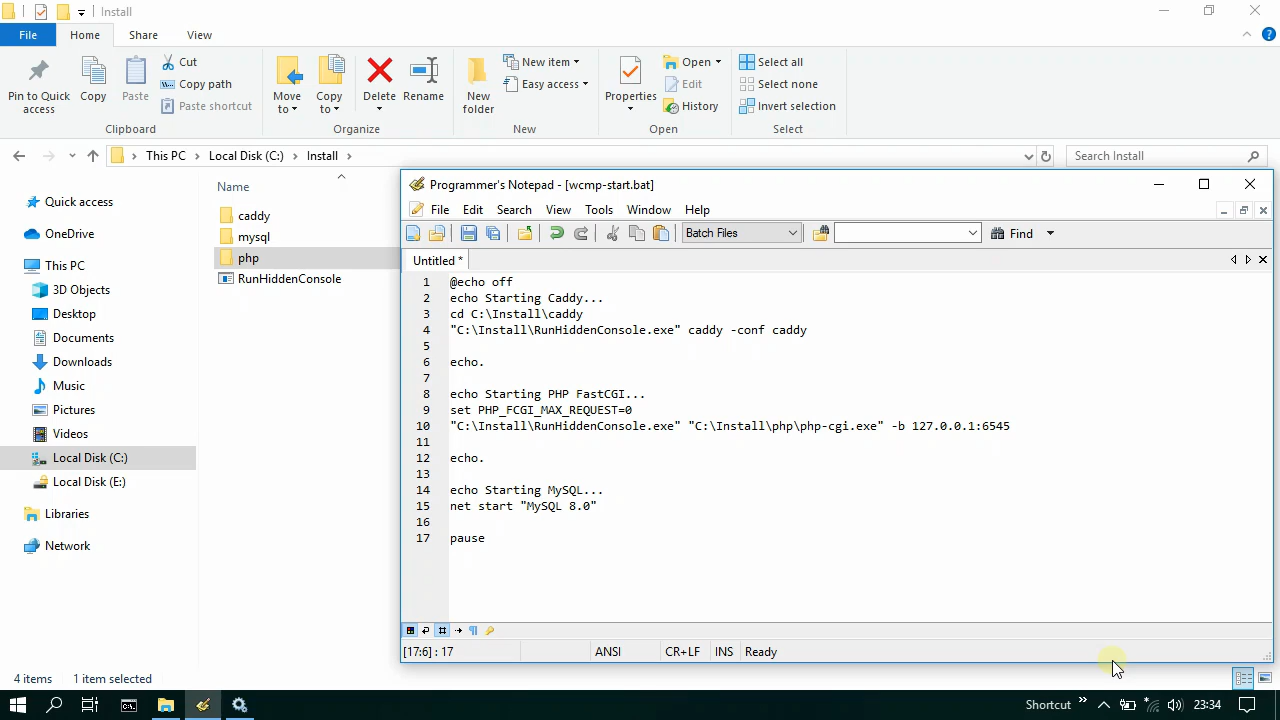 Install
File Home Share View
Pin to Quick access
Copy
Paste
Cut
Copy path
Paste shortcut
Move to
Copy to
Delete
Rename
New folder
New item
Easy access
Properties
Open
Edit
History
Select all
Select none
Invert selection
Clipboard Organize New Open Select
This PC Local Disk (C:) Install
Search Install
Quick access
OneDrive
This PC
3D Objects
Desktop
Documents
Downloads
Music
Pictures
Videos
Local Disk (C:)
Local Disk (E:)
Libraries
Network
Name
caddy
mysql
php
RunHiddenConsole
Programmer's Notepad - [wcmp-start.bat]
File Edit Search View Tools Window Help
Batch Files Find
Untitled *
1 @echo off
2 echo Starting Caddy...
3 cd C:\Install\caddy
4 "C:\Install\RunHiddenConsole.exe" caddy -conf caddy
5
6 echo.
7
8 echo Starting PHP FastCGI...
9 set PHP_FCGI_MAX_REQUEST=0
10 "C:\Install\RunHiddenConsole.exe" "C:\Install\php\php-cgi.exe" -b 127.0.0.1:6545
11
12 echo.
13
14 echo Starting MySQL...
15 net start "MySQL 8.0"
16
17 pause
[17:6] : 17 ANSI CR+LF INS Ready
4 items 1 item selected
Shortcut 23:34